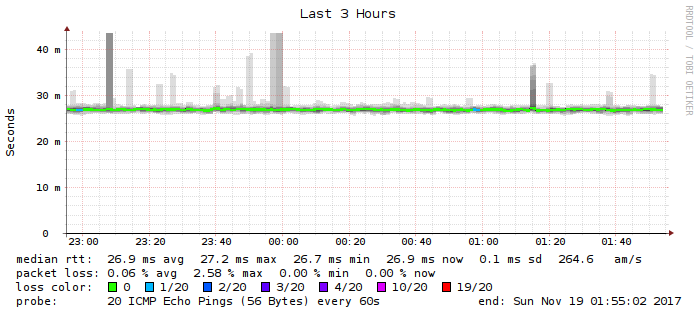 Last 3 Hours
RRDTOOL / TOBI OETIKER
Seconds
40 m
30 m
20 m
10 m
0
23:00 23:20 23:40 00:00 00:20 00:40 01:00 01:20 01:40
median rtt: 26.9 ms avg 27.2 ms max 26.7 ms min 26.9 ms now 0.1 ms sd 264.6 am/s
packet loss: 0.06 % avg 2.58 % max 0.00 % min 0.00 % now
loss color: 0 1/20 2/20 3/20 4/20 10/20 19/20
probe: 20 ICMP Echo Pings (56 Bytes) every 60s end: Sun Nov 19 01:55:02 2017